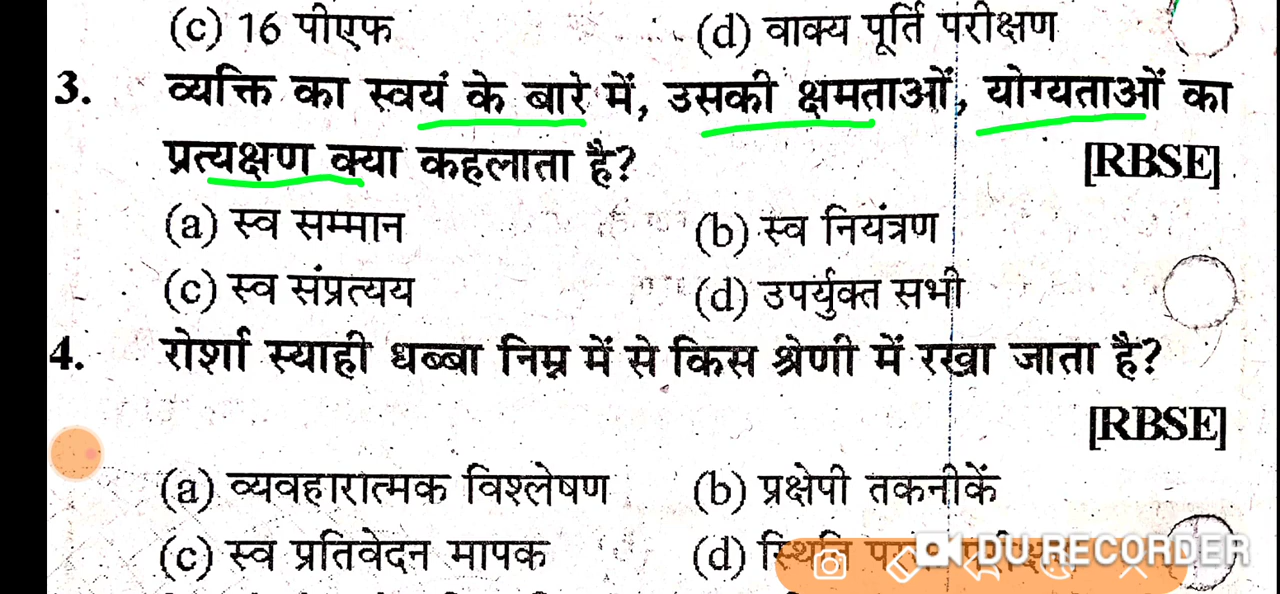 (c) 16 पीएफ (d) वाक्य पूर्ति परीक्षण
3. व्यक्ति का स्वयं के बारे में, उसकी क्षमताओं, योग्यताओं का
प्रत्यक्षण क्या कहलाता है? [RBSE]
(a) स्व सम्मान (b) स्व नियंत्रण
(c) स्व संप्रत्यय (d) उपर्युक्त सभी
4. रोर्शा स्याही धब्बा निम्न में से किस श्रेणी में रखा जाता है?
[RBSE]
(a) व्यवहारात्मक विश्लेषण (b) प्रक्षेपी तकनीकें
(c) स्व प्रतिवेदन मापक (d) स्थिति
DU RECORDER